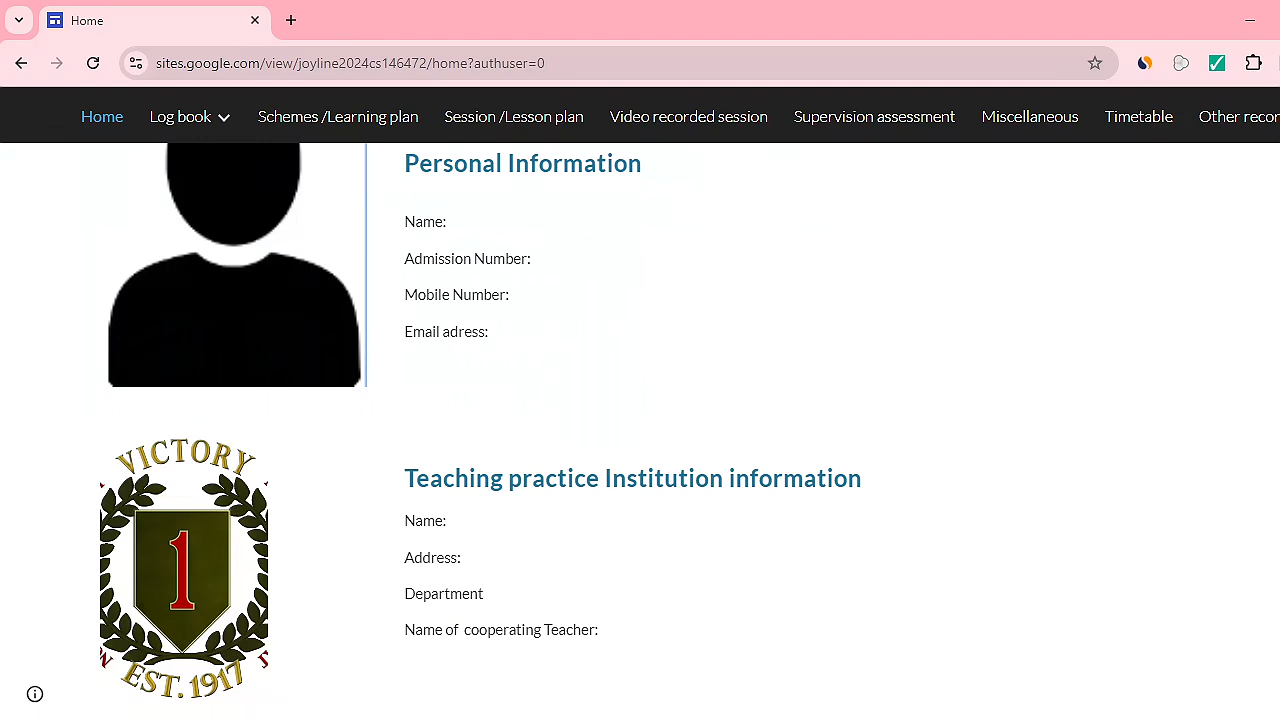 Home
sites.google.com/view/joyline2024cs146472/home?authuser=0
Home Log book Schemes /Learning plan Session /Lesson plan Video recorded session Supervision assessment Miscellaneous Timetable Other recor
Personal Information
Name:
Admission Number:
Mobile Number:
Email adress:
VICTORY
1
EST. 1917
Teaching practice Institution information
Name:
Address:
Department
Name of cooperating Teacher: